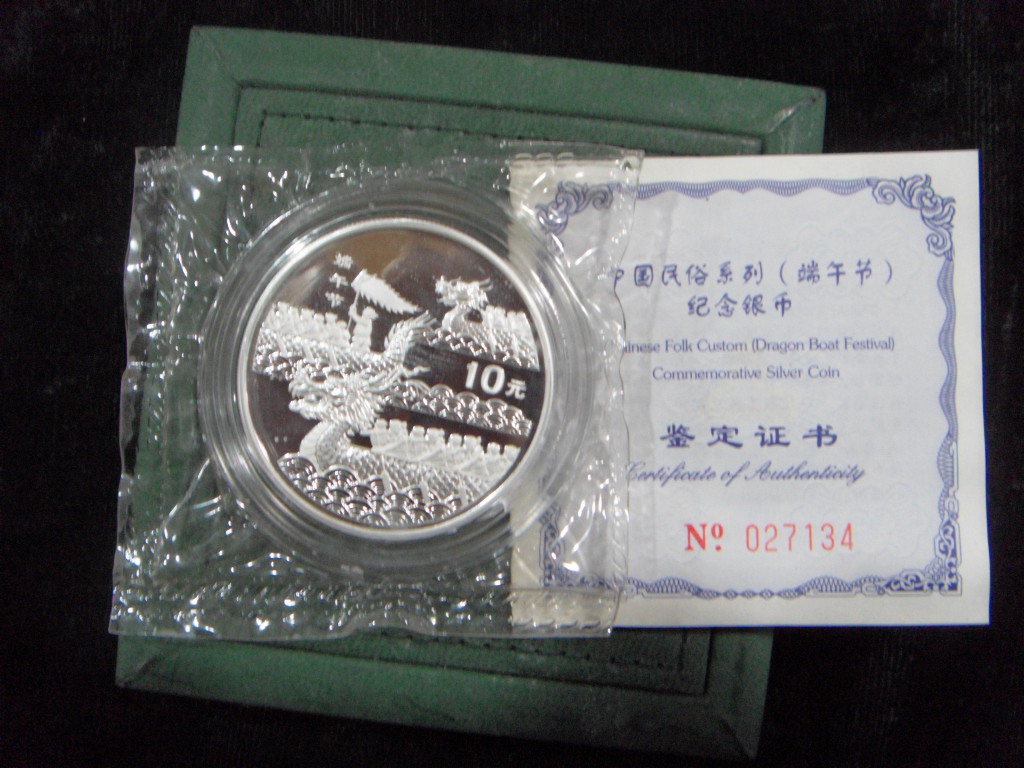 端午节
10元
中国民俗系列（端午节）
纪念银币
Chinese Folk Custom (Dragon Boat Festival)
Commemorative Silver Coin
鉴定证书
Certificate of Authenticity
Nº 027134